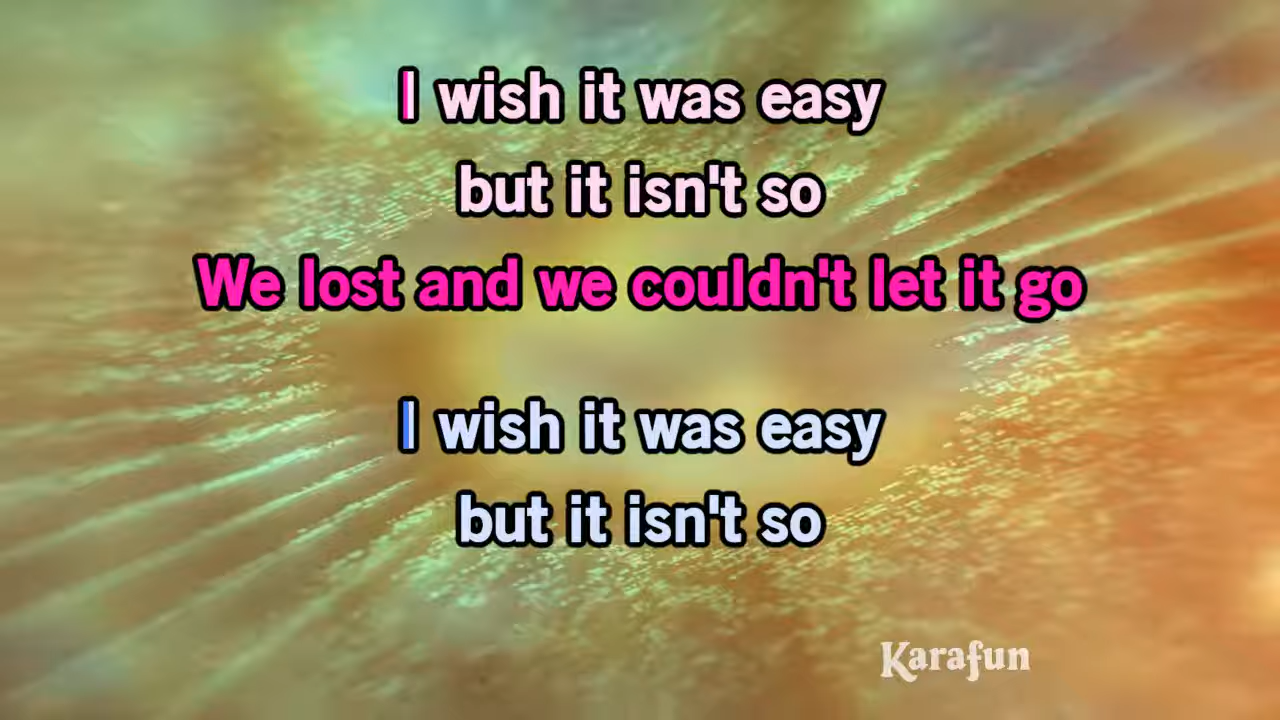 I wish it was easy
but it isn't so
We lost and we couldn't let it go
I wish it was easy
but it isn't so
Karafun